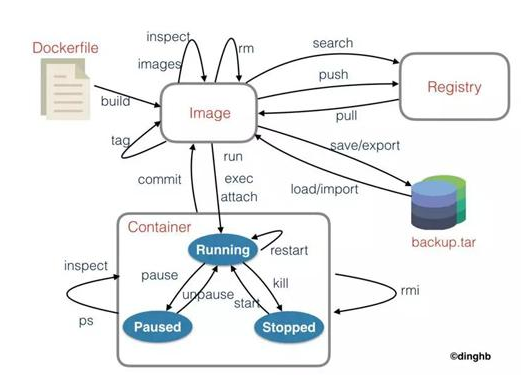 Dockerfile
inspect
images
rm
search
push
pull
Registry
build
Image
tag
save/export
load/import
backup.tar
run
exec
attach
commit
Container
Running
restart
inspect
pause
unpause
start
kill
rmi
ps
Paused
Stopped
©dinghb